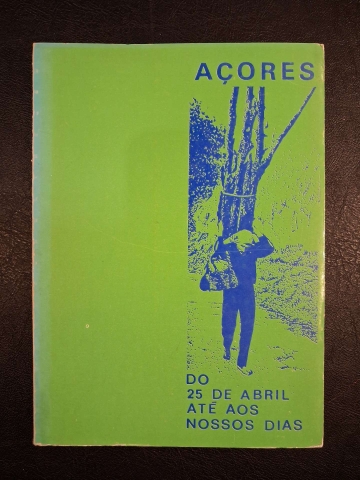 AÇORES
DO
25 DE ABRIL
ATÉ AOS
NOSSOS DIAS